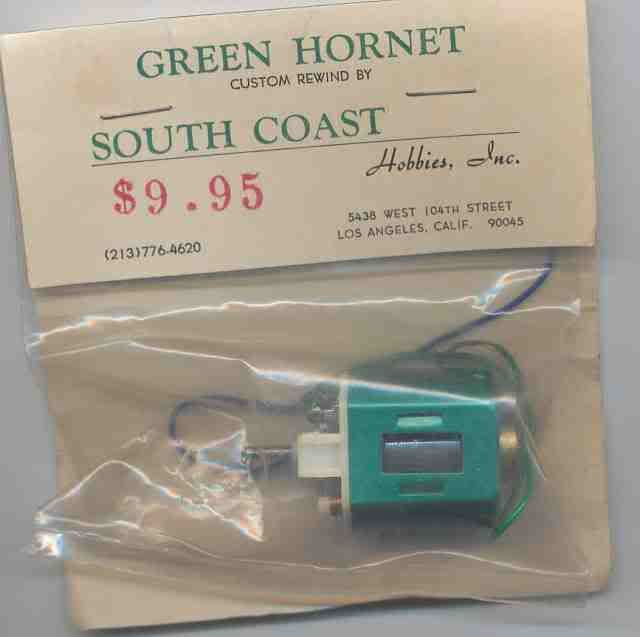 GREEN HORNET
CUSTOM REWIND BY
SOUTH COAST
Hobbies, Inc.
$9.95
5438 WEST 104TH STREET
LOS ANGELES, CALIF. 90045
(213)776-4620